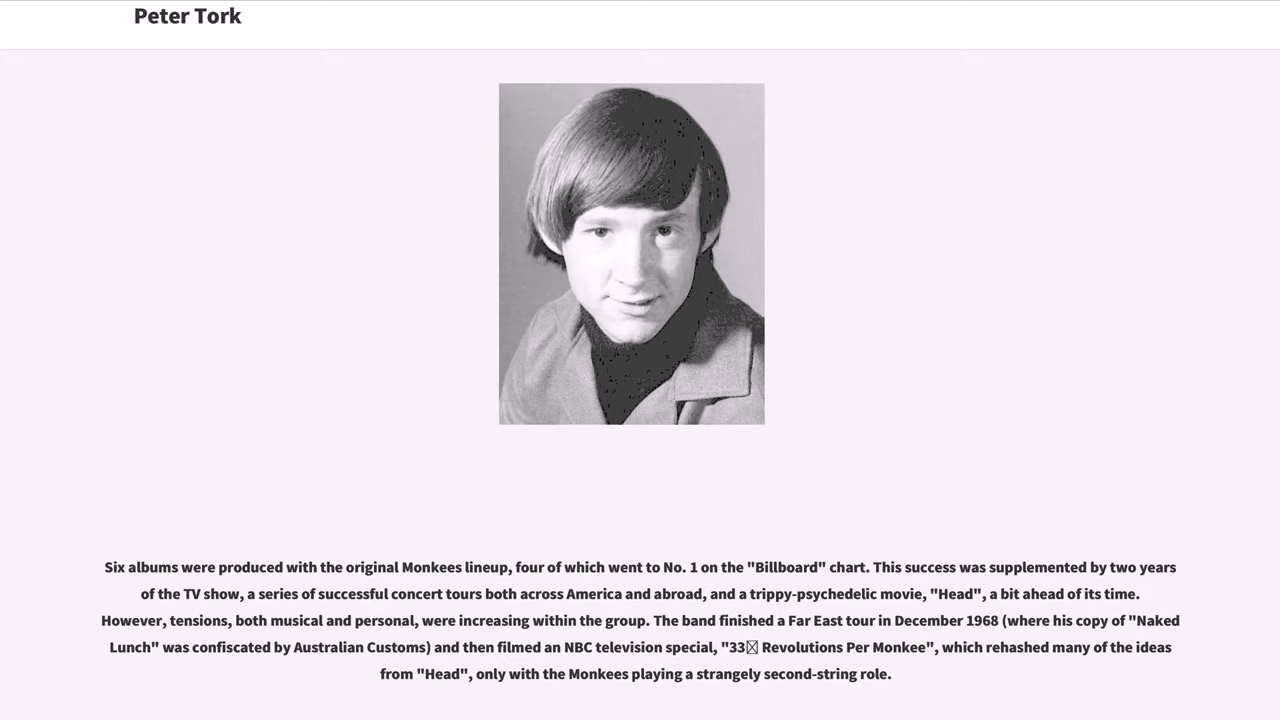 Peter Tork
Six albums were produced with the original Monkees lineup, four of which went to No. 1 on the "Billboard" chart. This success was supplemented by two years
of the TV show, a series of successful concert tours both across America and abroad, and a trippy-psychedelic movie, "Head", a bit ahead of its time.
However, tensions, both musical and personal, were increasing within the group. The band finished a Far East tour in December 1968 (where his copy of "Naked
Lunch" was confiscated by Australian Customs) and then filmed an NBC television special, "33 Revolutions Per Monkee", which rehashed many of the ideas
from "Head", only with the Monkees playing a strangely second-string role.